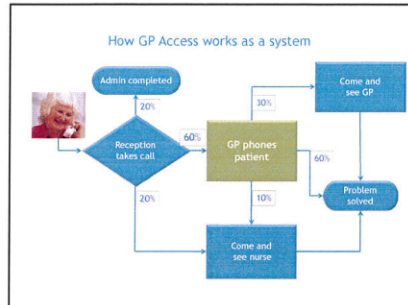 How GP Access works as a system
Admin completed
20%
30%
Come and
see GP
Reception
takes call
60%
GP phones
patient
60%
20%
10%
Problem
solved
Come and
see nurse